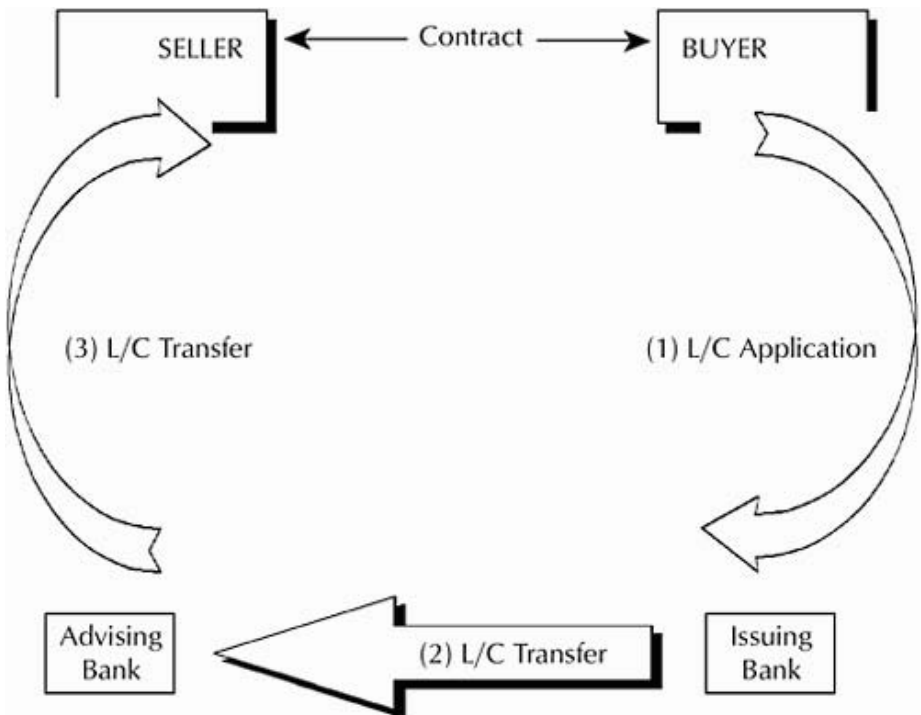 SELLER
Contract
BUYER
(3) L/C Transfer
(1) L/C Application
Advising
Bank
(2) L/C Transfer
Issuing
Bank